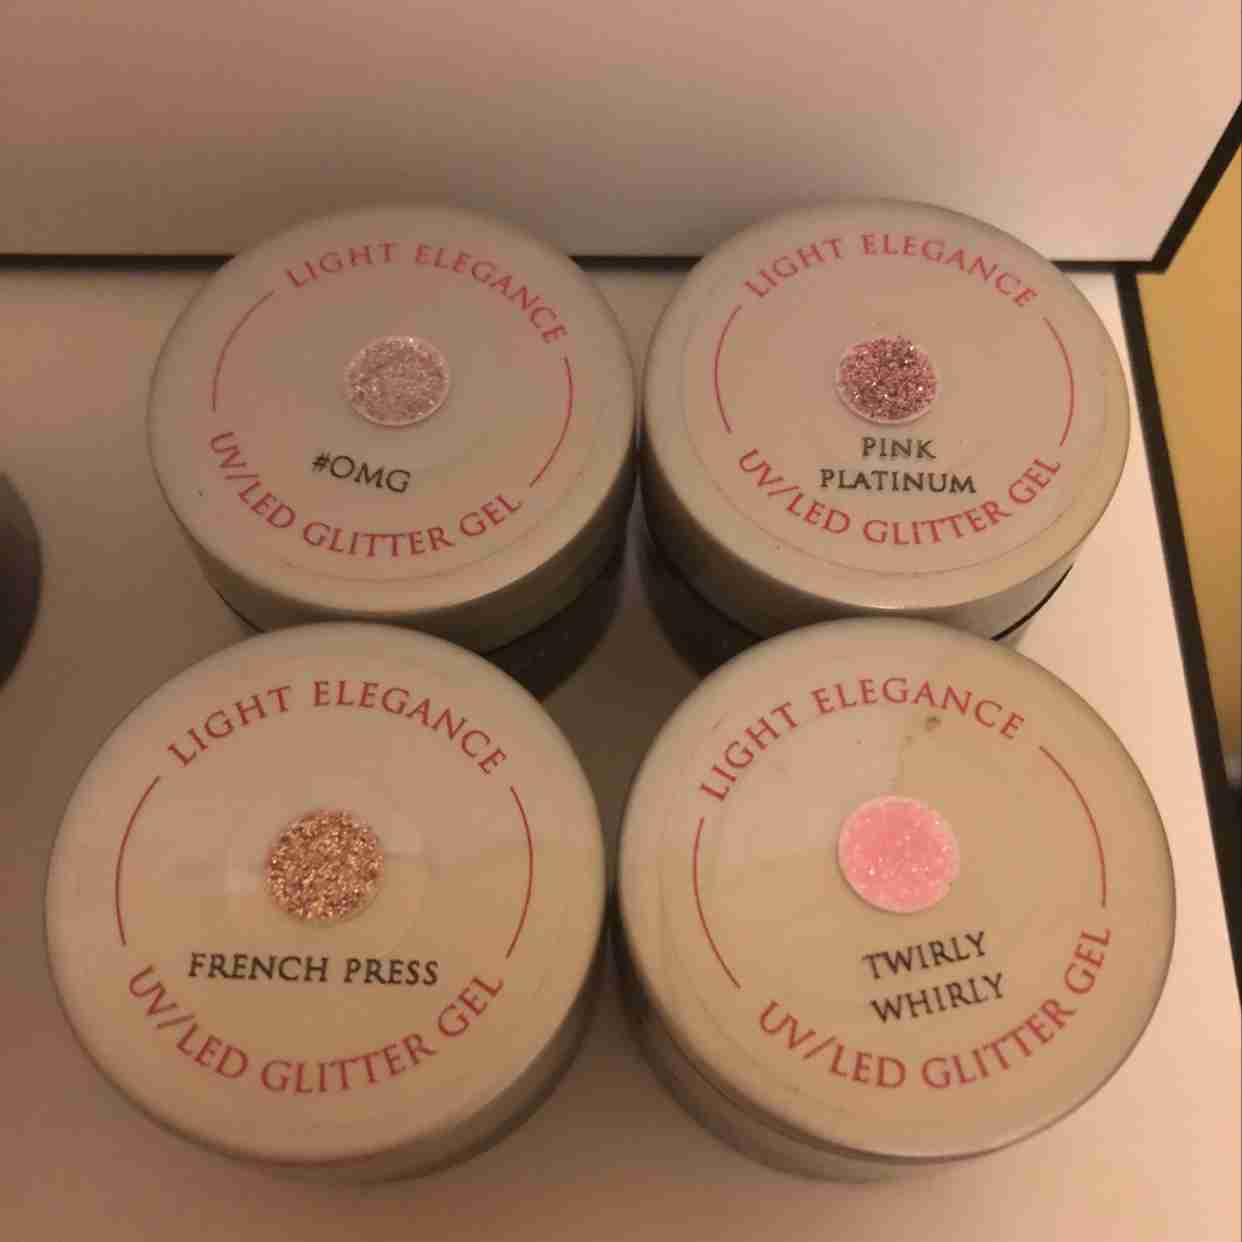 LIGHT ELEGANCE
#OMG
UV/LED GLITTER GEL
LIGHT ELEGANCE
PINK
PLATINUM
UV/LED GLITTER GEL
LIGHT ELEGANCE
FRENCH PRESS
UV/LED GLITTER GEL
LIGHT ELEGANCE
TWIRLY
WHIRLY
UV/LED GLITTER GEL